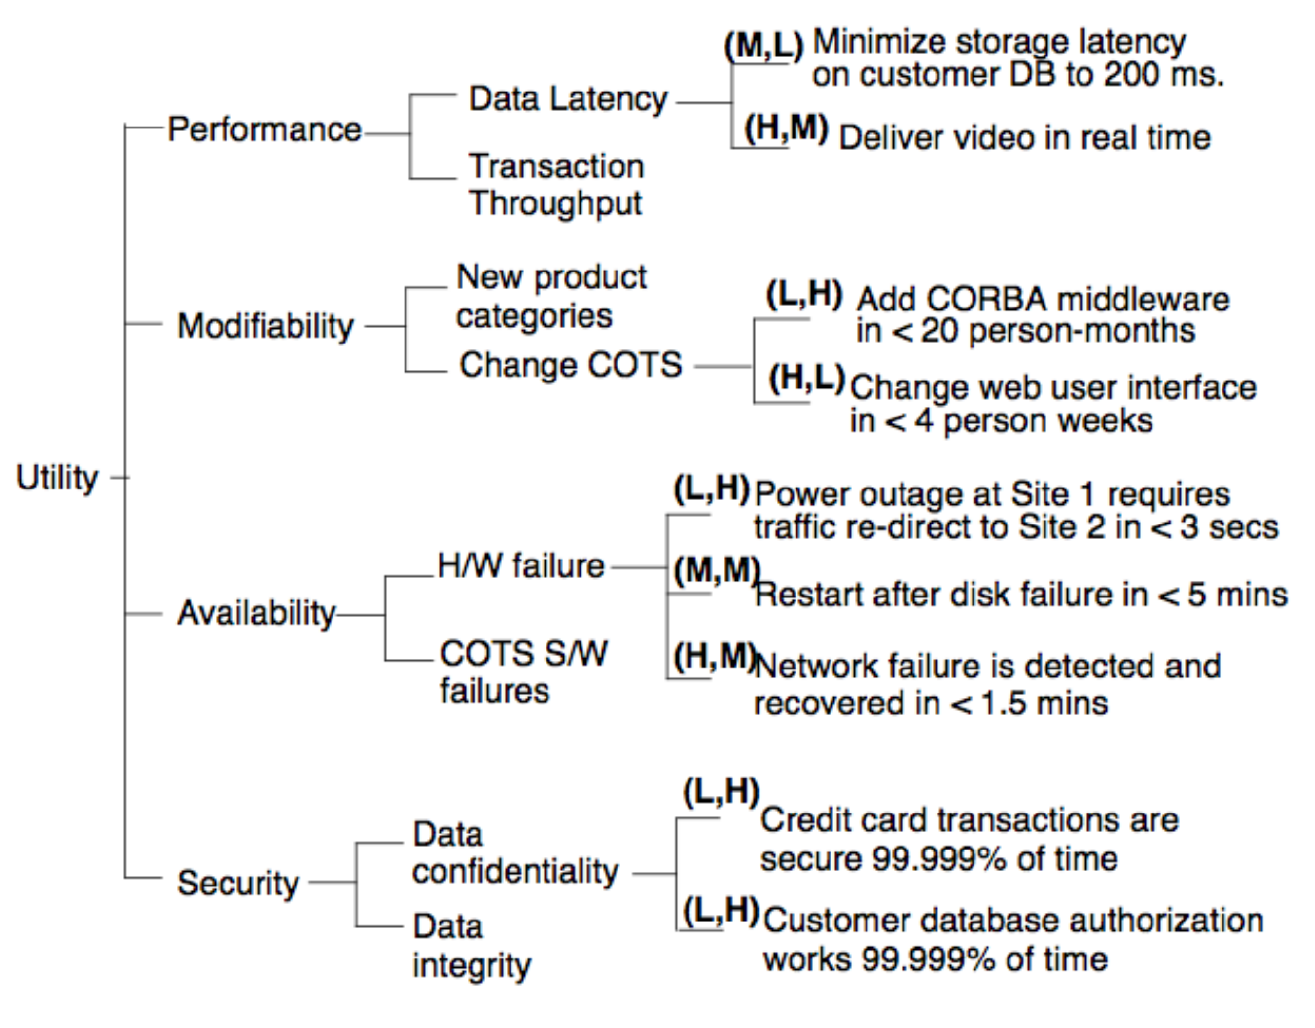 (M,L) Minimize storage latency
on customer DB to 200 ms.
Data Latency
(H,M) Deliver video in real time
Performance
Transaction
Throughput
New product
categories
(L,H) Add CORBA middleware
in < 20 person-months
Modifiability
Change COTS
(H,L) Change web user interface
in < 4 person weeks
Utility
(L,H) Power outage at Site 1 requires
traffic re-direct to Site 2 in < 3 secs
H/W failure
(M,M) Restart after disk failure in < 5 mins
Availability
COTS S/W
failures
(H,M) Network failure is detected and
recovered in < 1.5 mins
(L,H) Credit card transactions are
secure 99.999% of time
Data
confidentiality
Security
(L,H) Customer database authorization
works 99.999% of time
Data
integrity